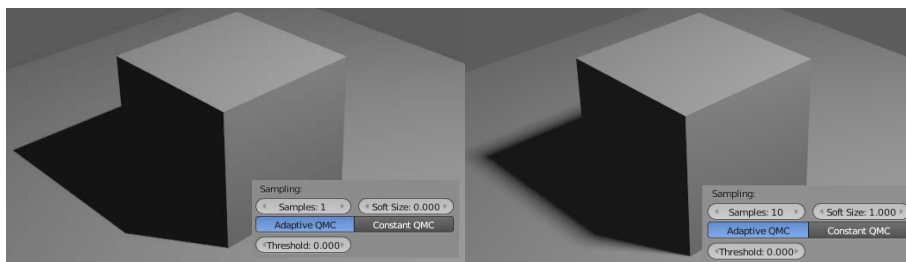 Sampling:
Samples: 1
Soft Size: 0.000
Adaptive QMC
Constant QMC
Threshold: 0.000
Sampling:
Samples: 10
Soft Size: 1.000
Adaptive QMC
Constant QMC
Threshold: 0.000